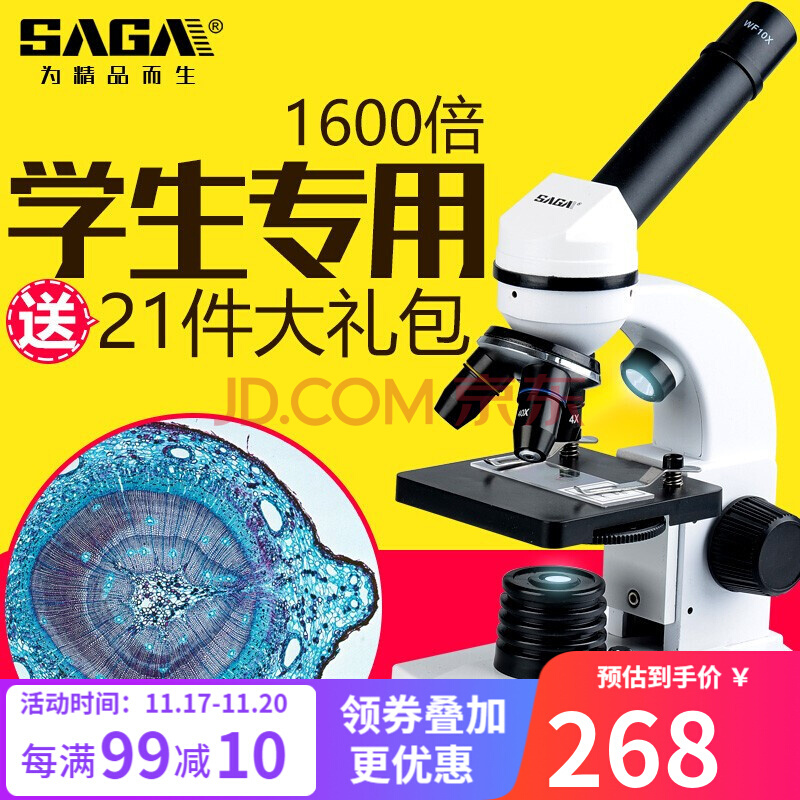 SAGA®
为精品而生
WF10X
1600倍
学生专用
SAGA®
送 21件大礼包
JD.COM 京东
40X
4X
活动时间：11.17-11.20
每满99减10
领券叠加
更优惠
预估到手价 ￥
268